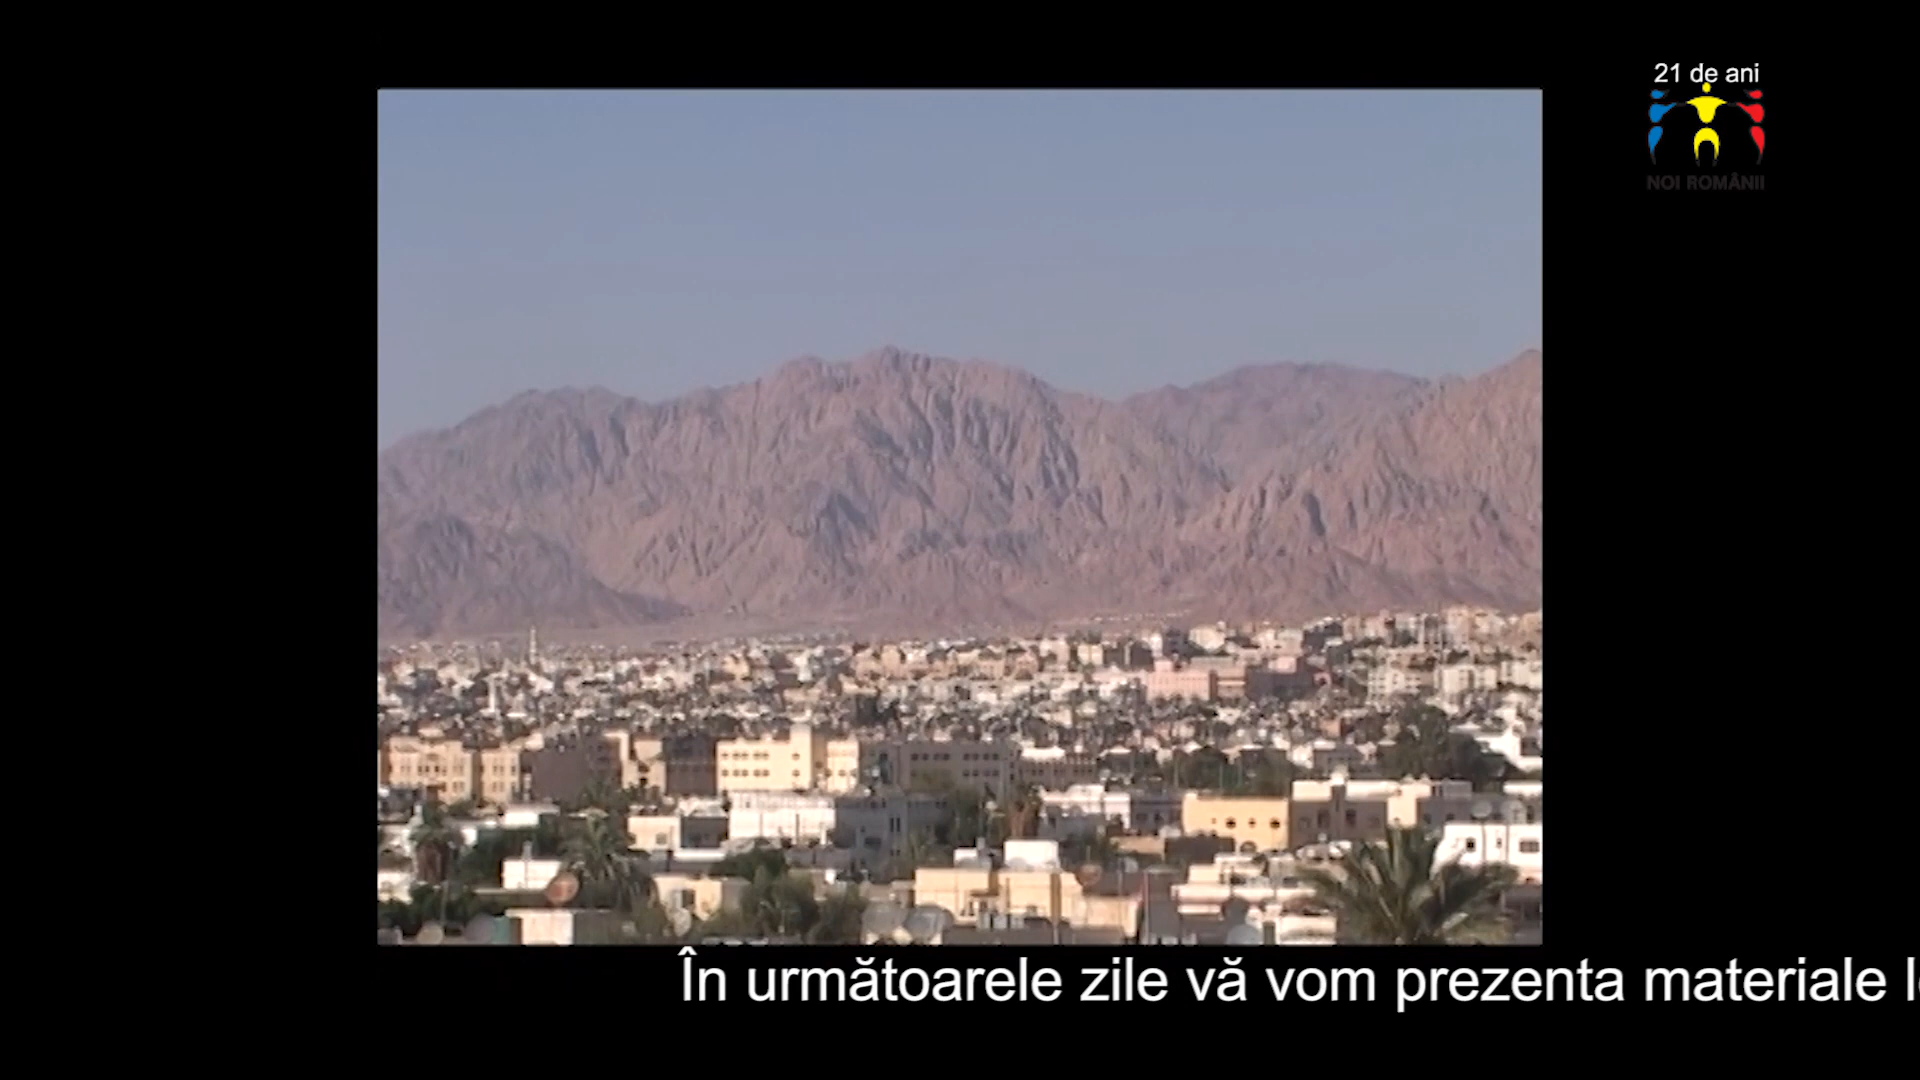 21 de ani
NOI ROMÂNII
În următoarele zile vă vom prezenta materiale